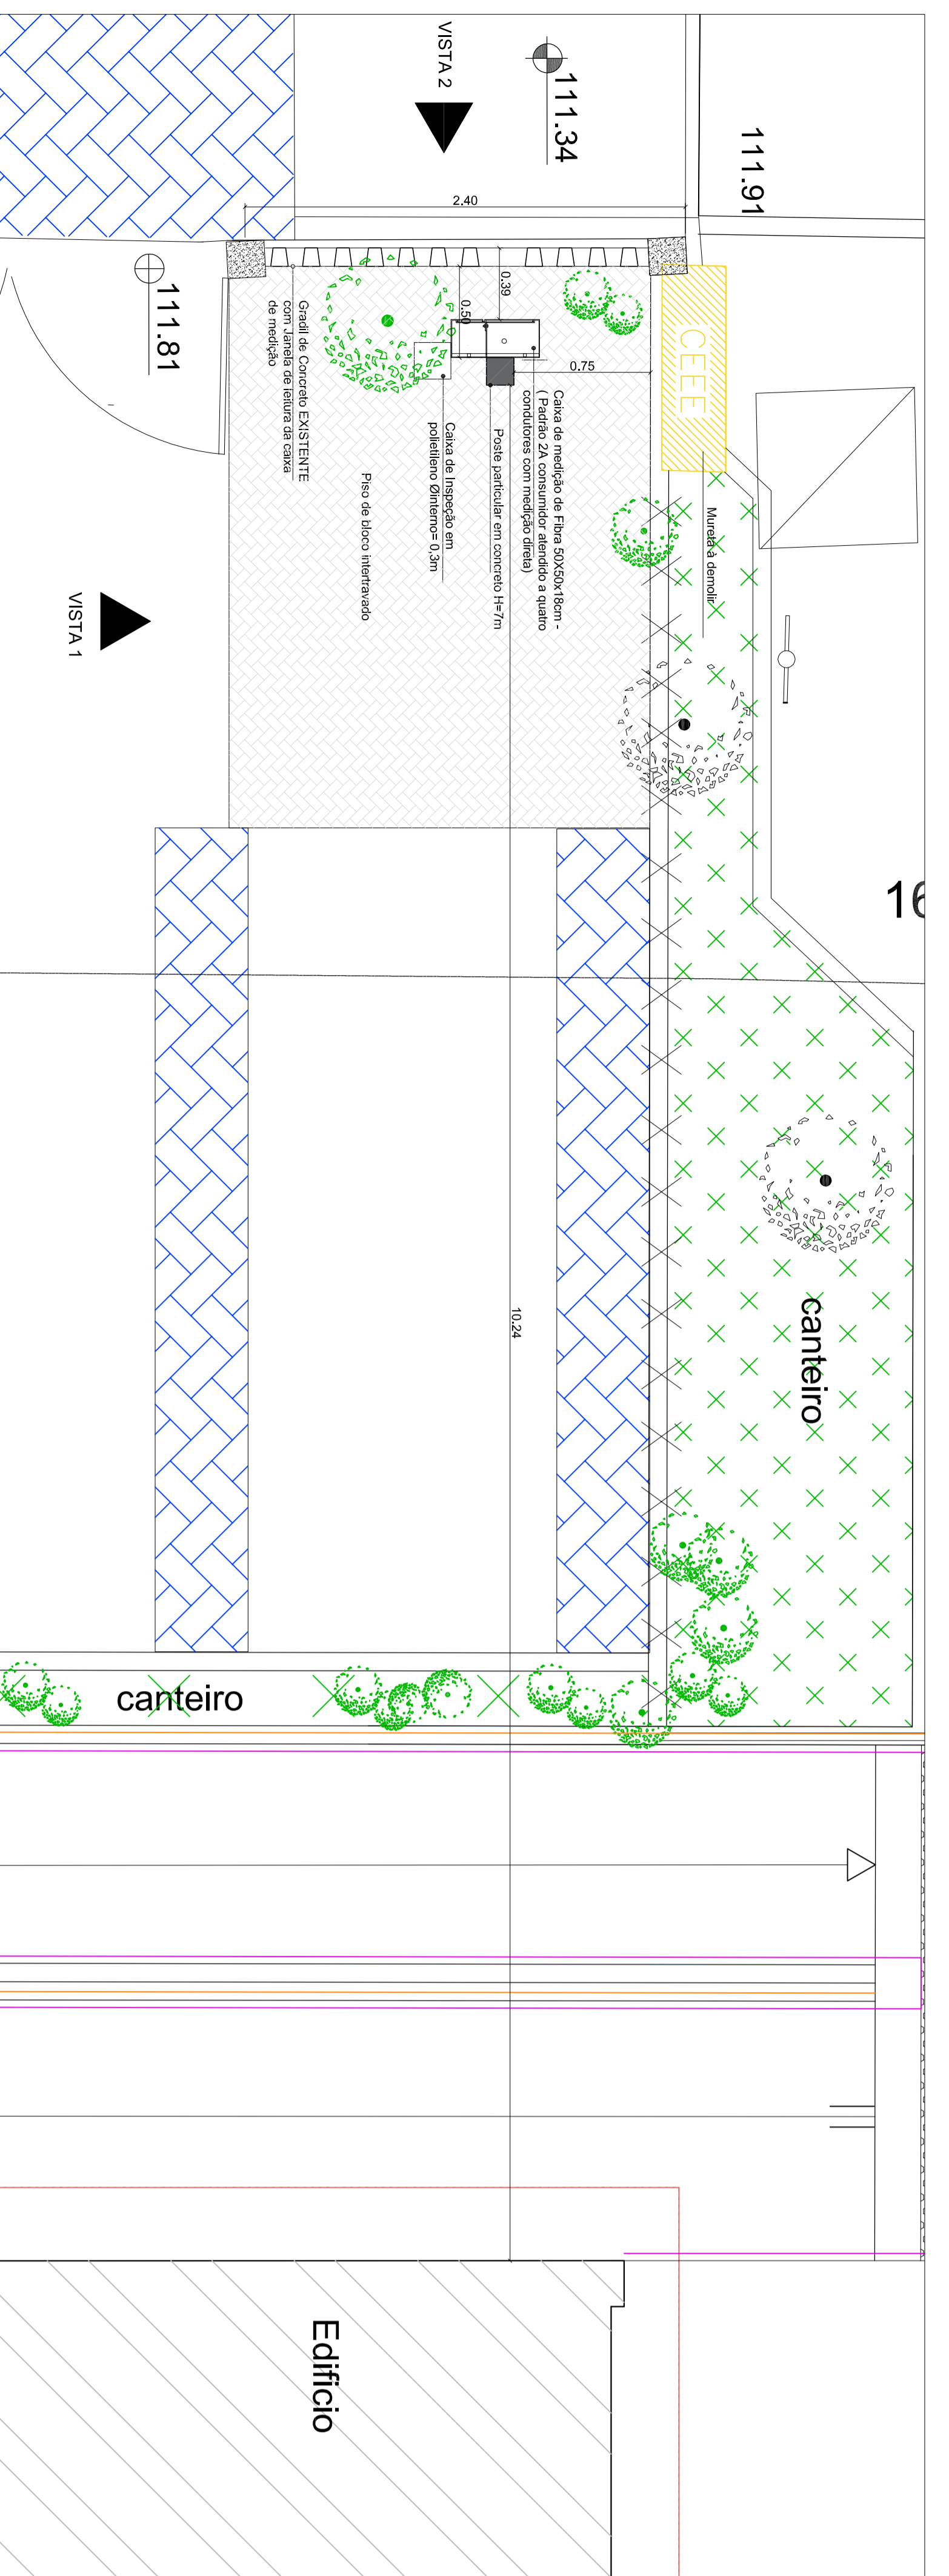 VISTA 2
111.34
111.91
2.40
111.81
0.39
0.50
0.75
CEEE
Gradil de Concreto EXISTENTE
com Janela de leitura da caixa
de medição
Caixa de medição de Fibra 50X50x18cm -
( Padrão 2A consumidor atendido a quatro
condutores com medição direta)
Poste particular em concreto H=7m
Caixa de Inspeção em
polietileno Øinterno= 0,3m
Piso de bloco intertravado
Mureta à demolir
VISTA 1
16
10.24
canteiro
canteiro
Edificio